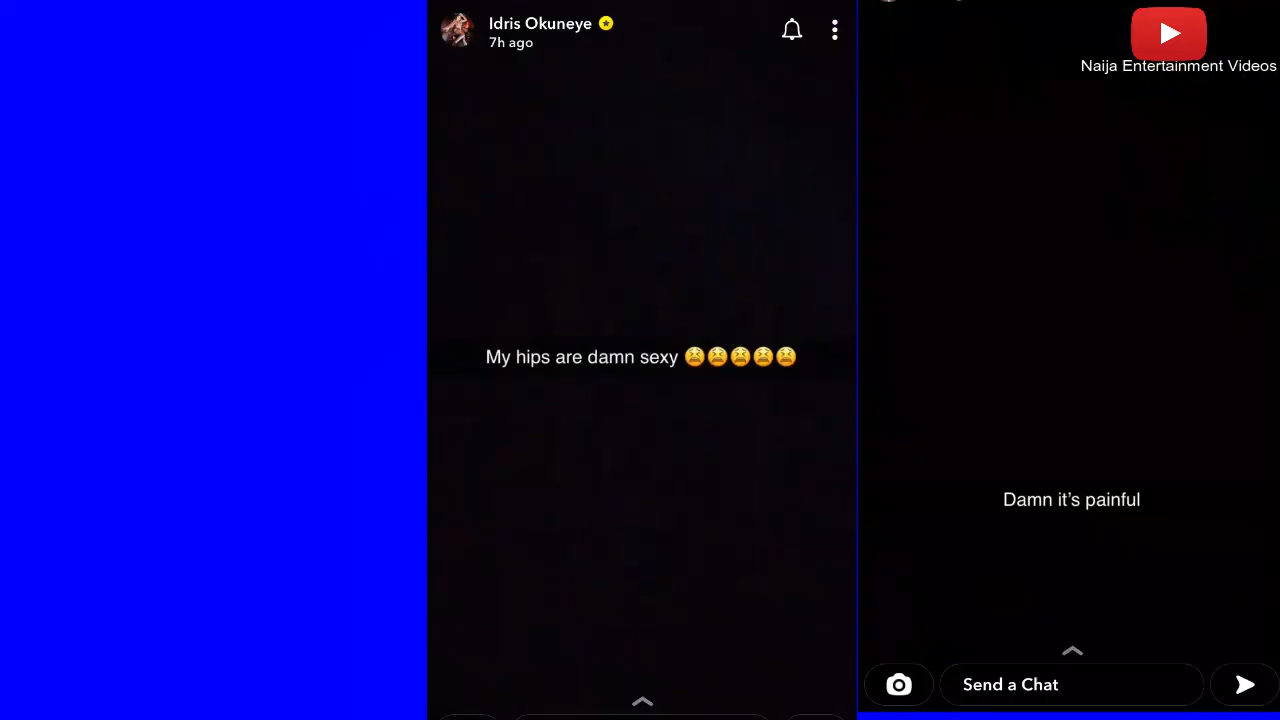 Idris Okuneye
7h ago
My hips are damn sexy 😫😫😫😫😫
Naija Entertainment Videos
Damn it’s painful
Send a Chat